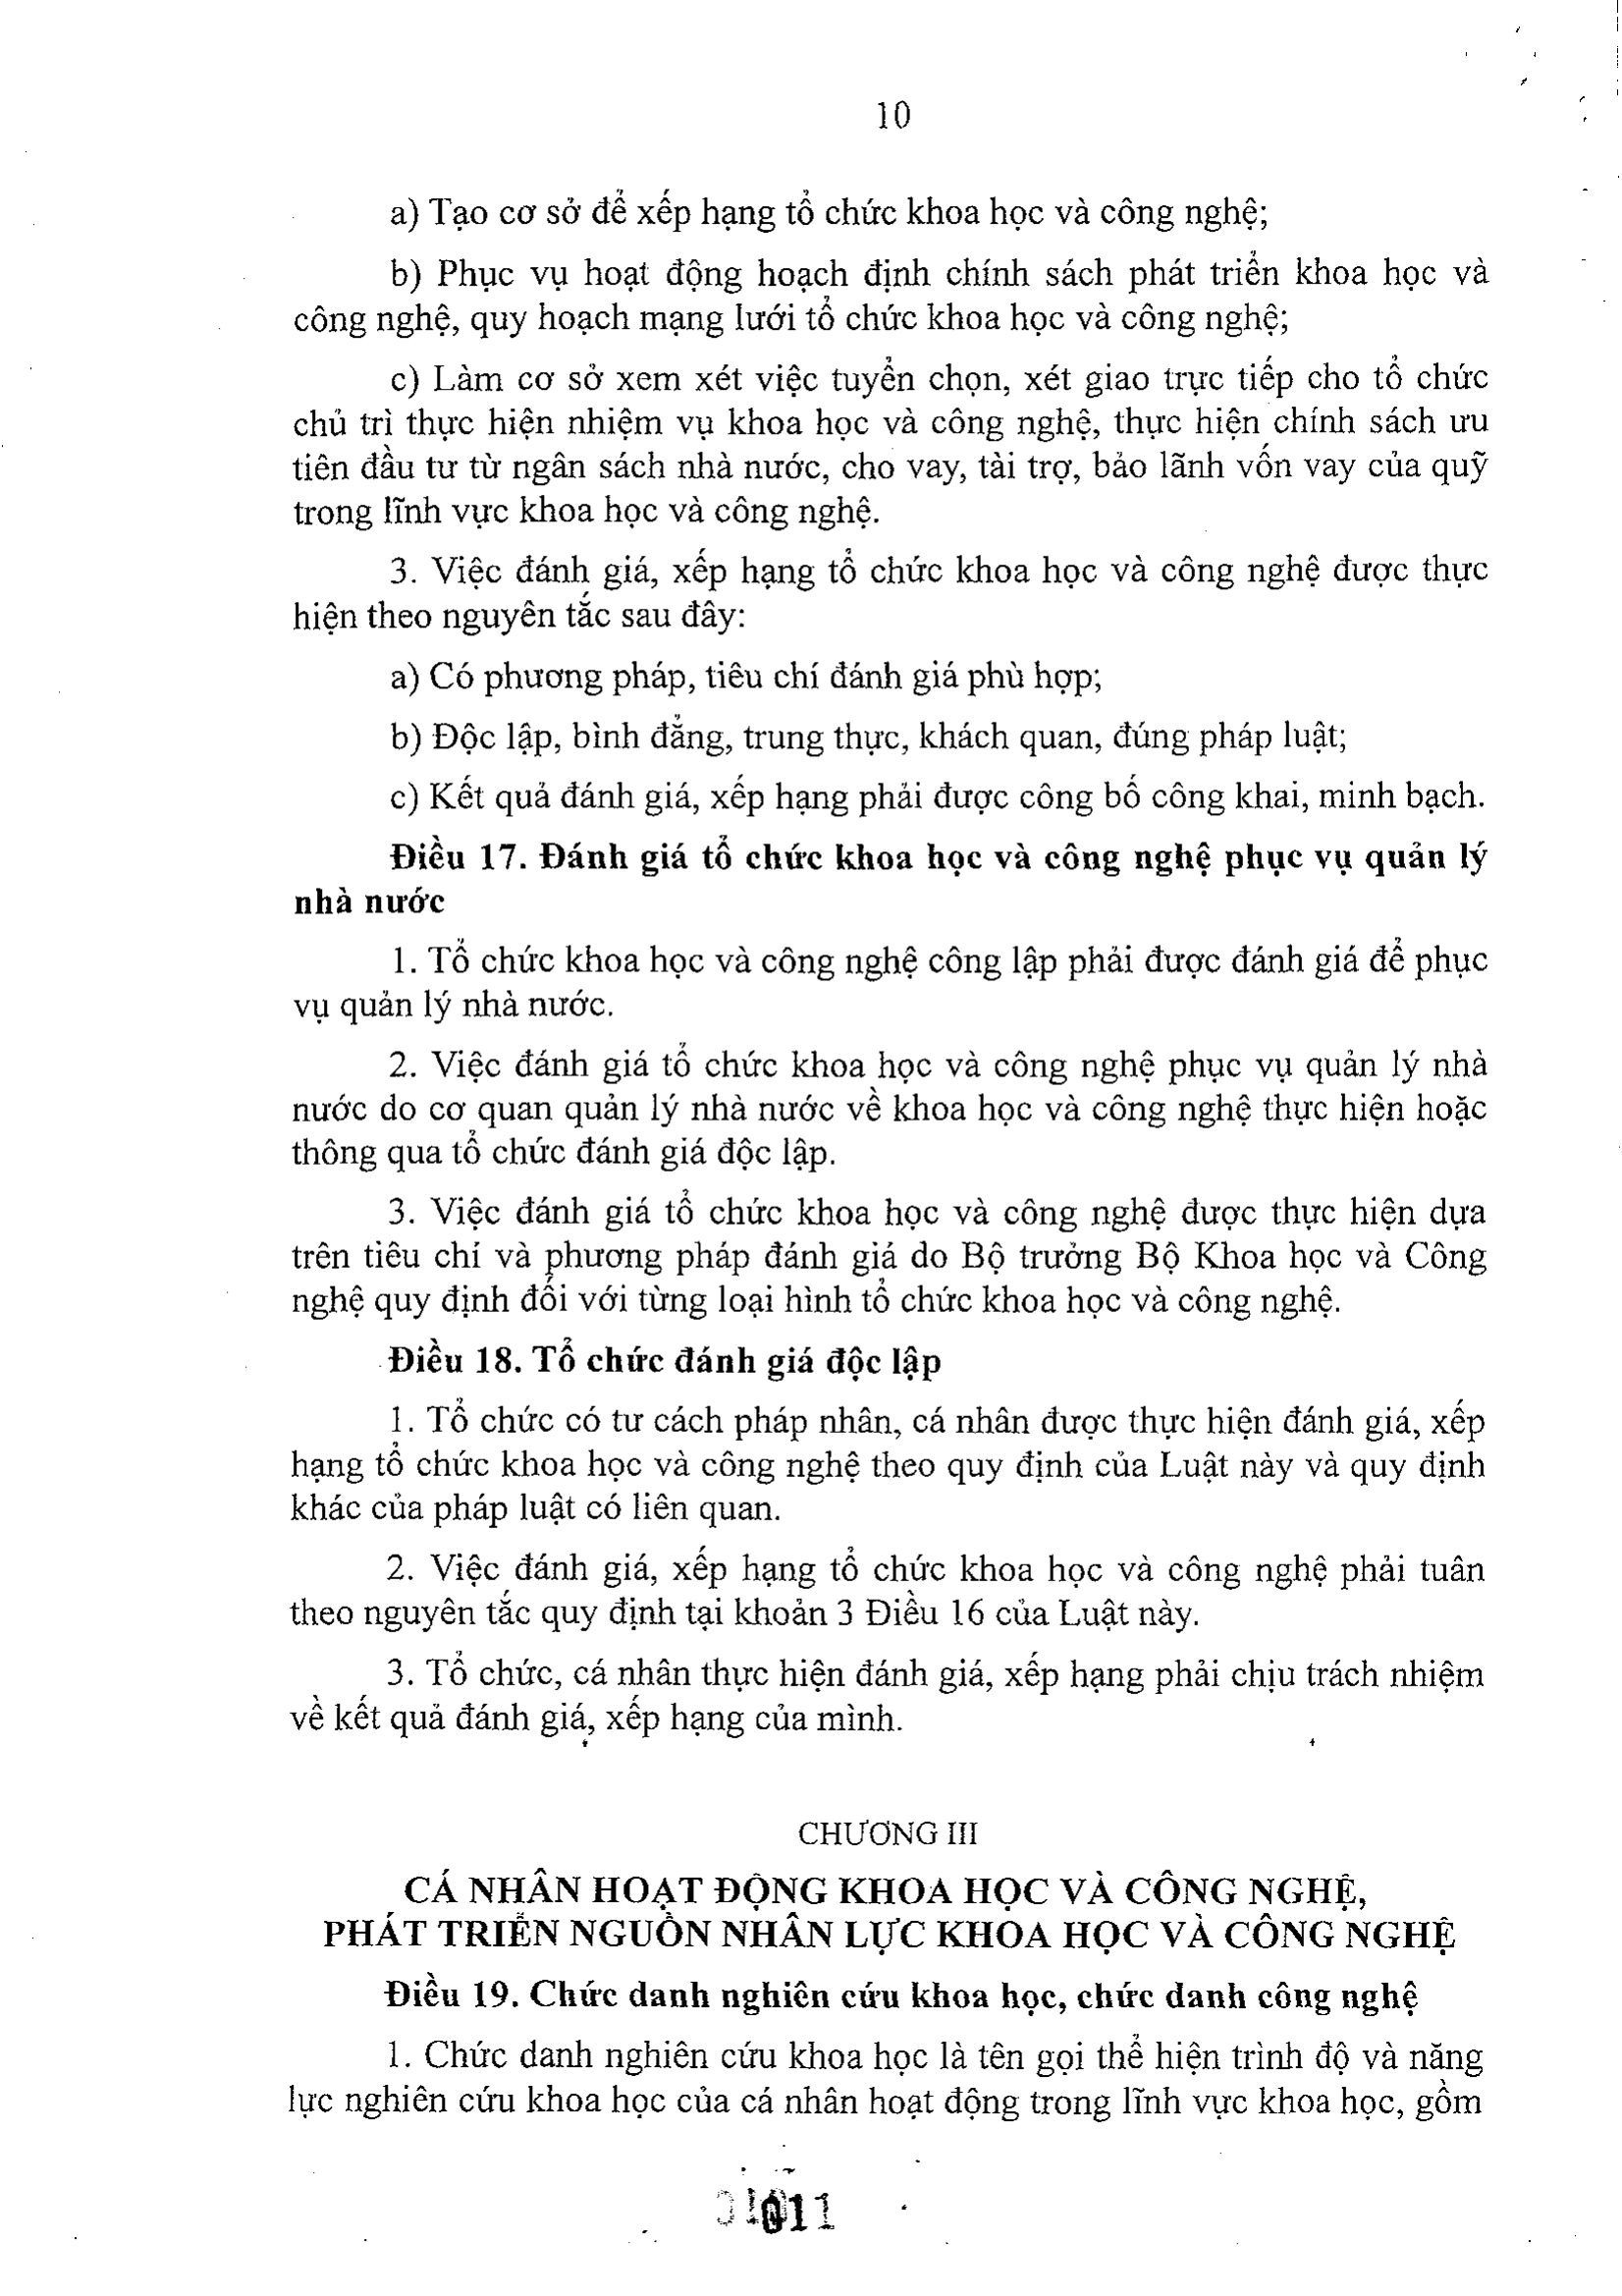 10
a) Tạo cơ sở để xếp hạng tổ chức khoa học và công nghệ;
b) Phục vụ hoạt động hoạch định chính sách phát triển khoa học và
công nghệ, quy hoạch mạng lưới tổ chức khoa học và công nghệ;
c) Làm cơ sở xem xét việc tuyển chọn, xét giao trực tiếp cho tổ chức
chủ trì thực hiện nhiệm vụ khoa học và công nghệ, thực hiện chính sách ưu
tiên đầu tư từ ngân sách nhà nước, cho vay, tài trợ, bảo lãnh vốn vay của quỹ
trong lĩnh vực khoa học và công nghệ.
3. Việc đánh giá, xếp hạng tổ chức khoa học và công nghệ được thực
hiện theo nguyên tắc sau đây:
a) Có phương pháp, tiêu chí đánh giá phù hợp;
b) Độc lập, bình đẳng, trung thực, khách quan, đúng pháp luật;
c) Kết quả đánh giá, xếp hạng phải được công bố công khai, minh bạch.
Điều 17. Đánh giá tổ chức khoa học và công nghệ phục vụ quản lý
nhà nước
1. Tổ chức khoa học và công nghệ công lập phải được đánh giá để phục
vụ quản lý nhà nước.
2. Việc đánh giá tổ chức khoa học và công nghệ phục vụ quản lý nhà
nước do cơ quan quản lý nhà nước về khoa học và công nghệ thực hiện hoặc
thông qua tổ chức đánh giá độc lập.
3. Việc đánh giá tổ chức khoa học và công nghệ được thực hiện dựa
trên tiêu chí và phương pháp đánh giá do Bộ trưởng Bộ Khoa học và Công
nghệ quy định đối với từng loại hình tổ chức khoa học và công nghệ.
Điều 18. Tổ chức đánh giá độc lập
1. Tổ chức có tư cách pháp nhân, cá nhân được thực hiện đánh giá, xếp
hạng tổ chức khoa học và công nghệ theo quy định của Luật này và quy định
khác của pháp luật có liên quan.
2. Việc đánh giá, xếp hạng tổ chức khoa học và công nghệ phải tuân
theo nguyên tắc quy định tại khoản 3 Điều 16 của Luật này.
3. Tổ chức, cá nhân thực hiện đánh giá, xếp hạng phải chịu trách nhiệm
về kết quả đánh giá, xếp hạng của mình.
CHƯƠNG III
CÁ NHÂN HOẠT ĐỘNG KHOA HỌC VÀ CÔNG NGHỆ,
PHÁT TRIỂN NGUỒN NHÂN LỰC KHOA HỌC VÀ CÔNG NGHỆ
Điều 19. Chức danh nghiên cứu khoa học, chức danh công nghệ
1. Chức danh nghiên cứu khoa học là tên gọi thể hiện trình độ và năng
lực nghiên cứu khoa học của cá nhân hoạt động trong lĩnh vực khoa học, gồm